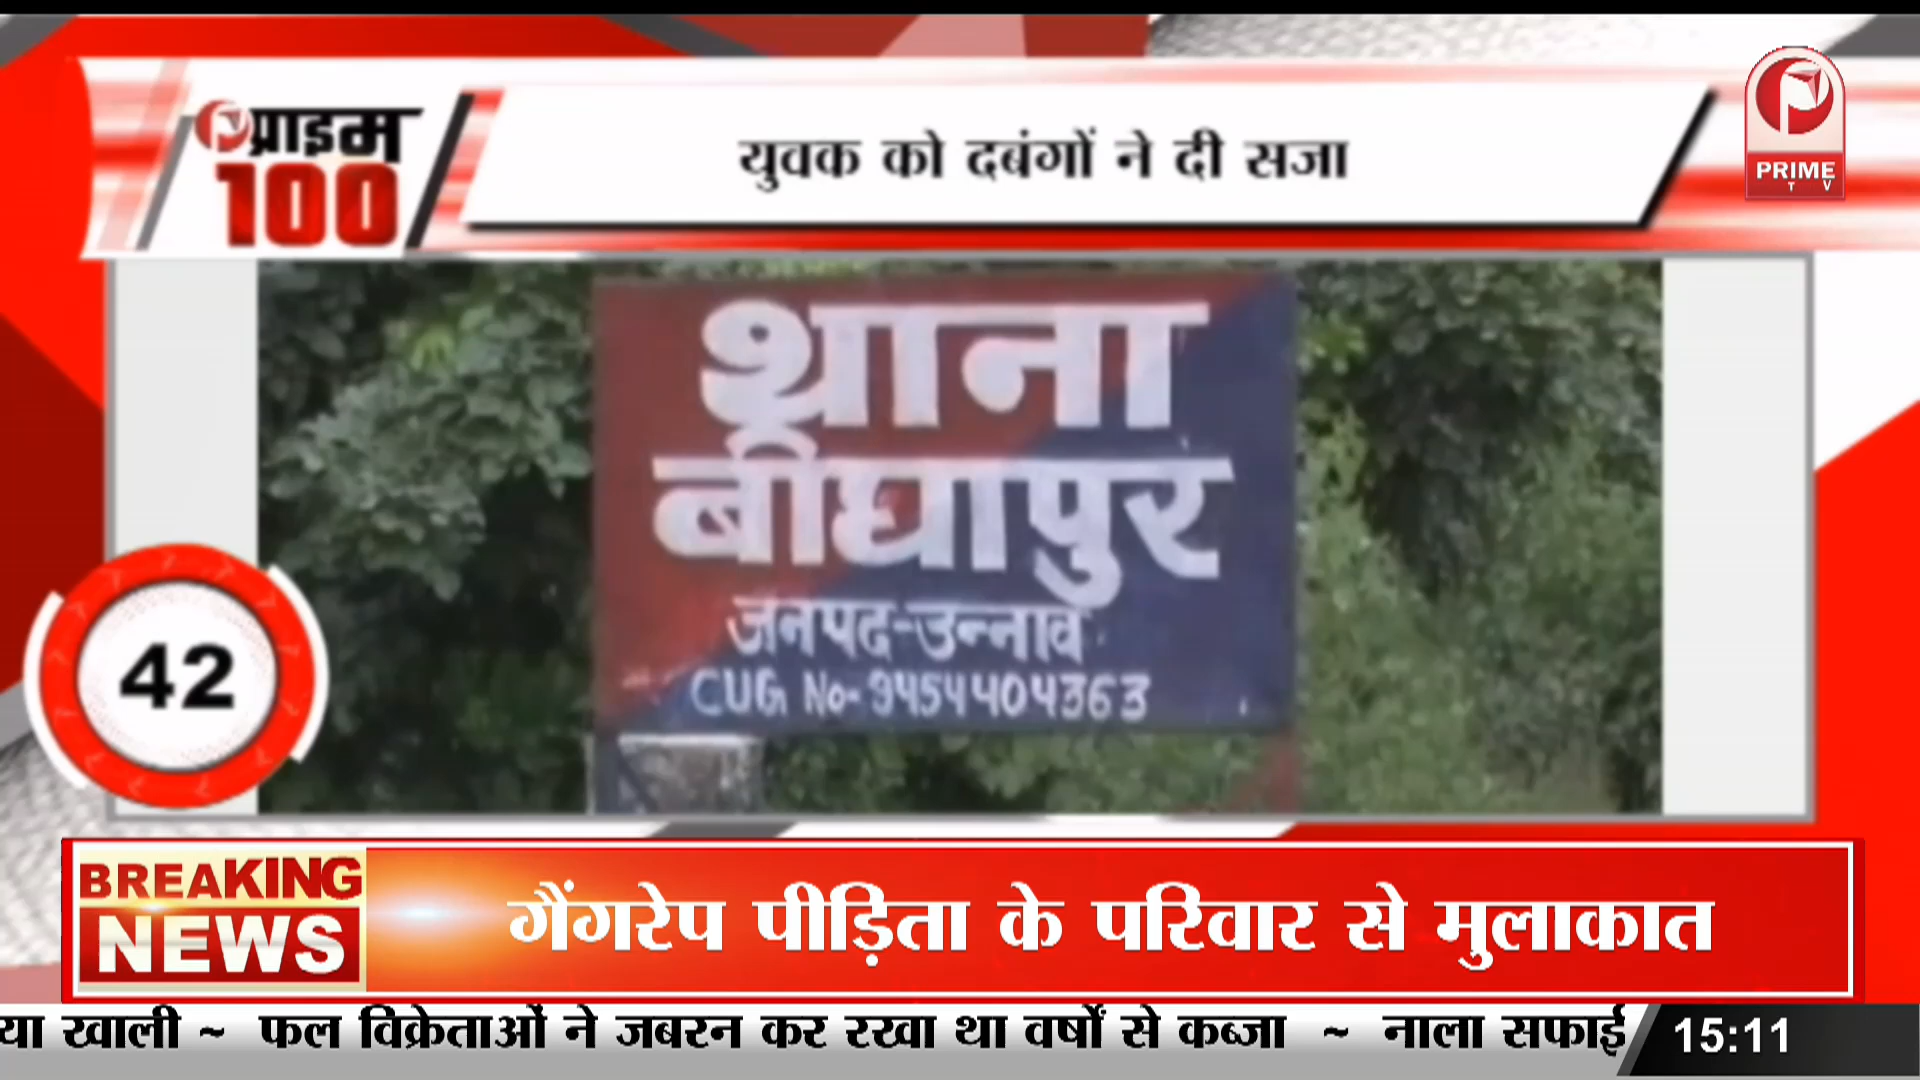 प्राइम
100
युवक को दबंगों ने दी सजा
PRIME
TV
थाना
बीघापुर
जनपद-उन्नाव
CUG No-9454404363
42
BREAKING
NEWS
गैंगरेप पीड़िता के परिवार से मुलाकात
या खाली ~ फल विक्रेताओं ने जबरन कर रखा था वर्षों से कब्जा ~ नाला सफाई
15:11